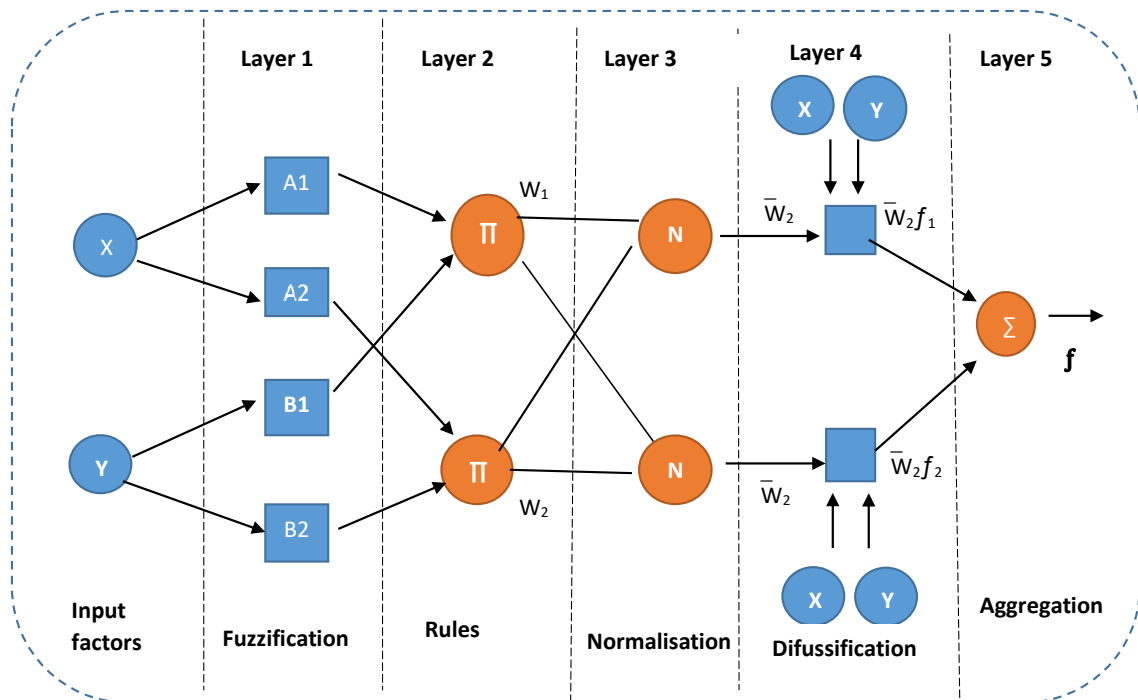 Layer 1
Layer 2
Layer 3
Layer 4
Layer 5
X
Y
A1
W₁
A2
X
∏
N
W̅₂
W̅₂f₁
∑
f
B1
Y
∏
N
W̅₂
W̅₂f₂
W₂
B2
X
Y
Input
factors
Fuzzification
Rules
Normalisation
Difussification
Aggregation